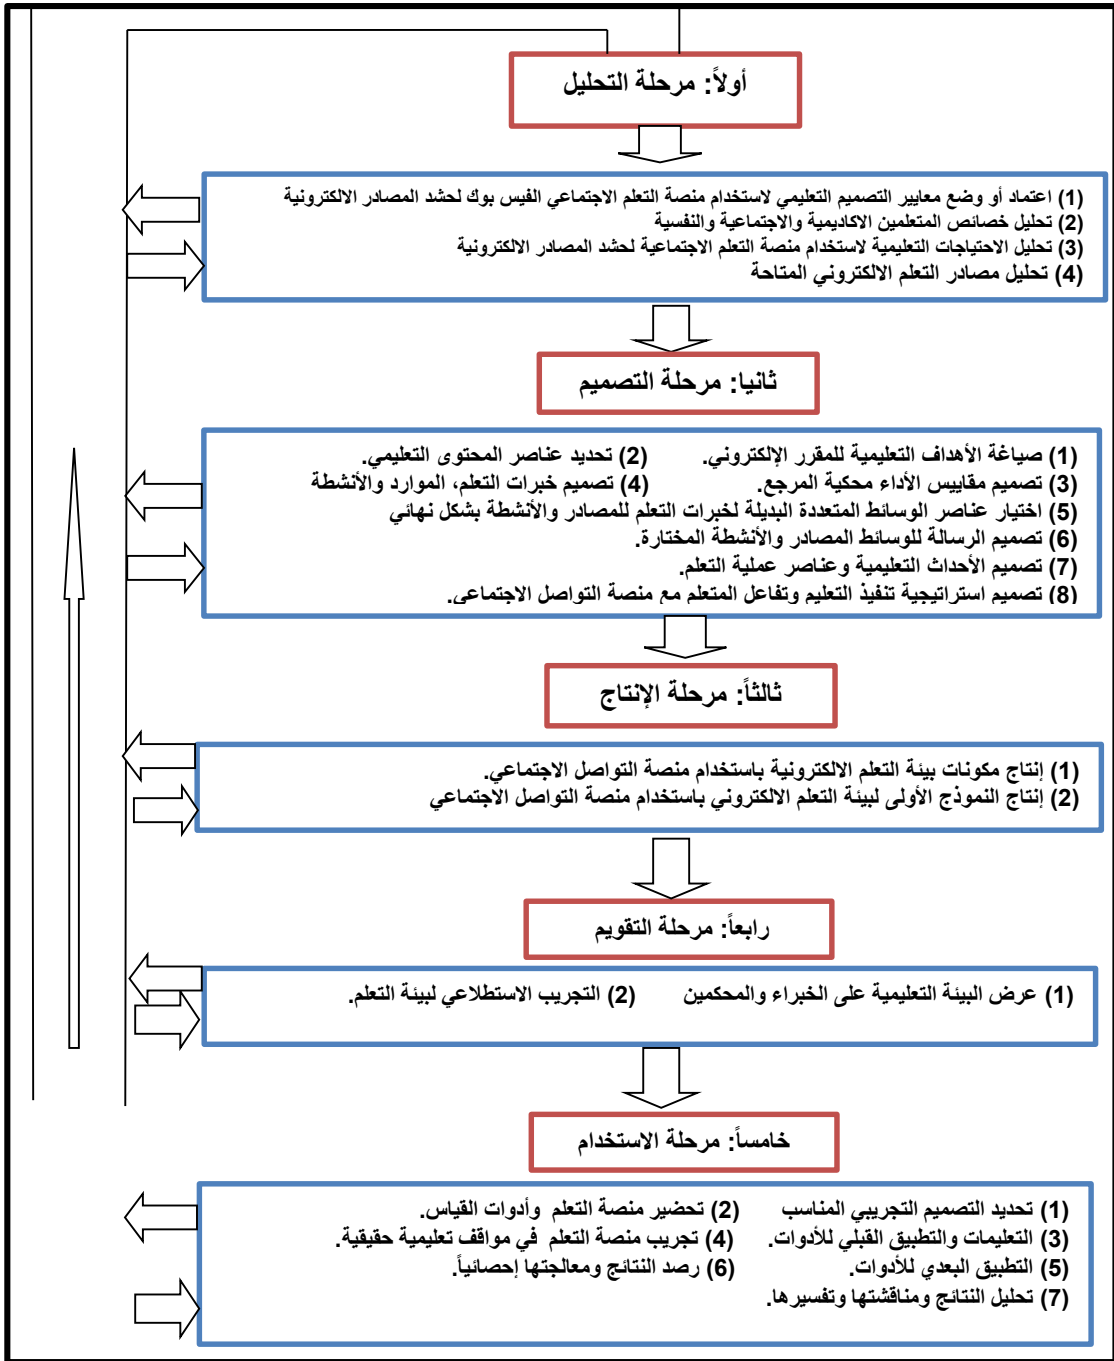 أولاً: مرحلة التحليل
(1) اعتماد أو وضع معايير التصميم التعليمي لاستخدام منصة التعلم الاجتماعي الفيس بوك لحشد المصادر الالكترونية
(2) تحليل خصائص المتعلمين الاكاديمية والاجتماعية والنفسية
(3) تحليل الاحتياجات التعليمية لاستخدام منصة التعلم الاجتماعية لحشد المصادر الالكترونية
(4) تحليل مصادر التعلم الالكتروني المتاحة
ثانيا: مرحلة التصميم
(1) صياغة الأهداف التعليمية للمقرر الإلكتروني. (2) تحديد عناصر المحتوى التعليمي.
(3) تصميم مقاييس الأداء محكية المرجع. (4) تصميم خبرات التعلم، الموارد والأنشطة
(5) اختيار عناصر الوسائط المتعددة البديلة لخبرات التعلم للمصادر والأنشطة بشكل نهائي
(6) تصميم الرسالة للوسائط المصادر والأنشطة المختارة.
(7) تصميم الأحداث التعليمية وعناصر عملية التعلم.
(8) تصميم استراتيجية تنفيذ التعليم وتفاعل المتعلم مع منصة التواصل الاجتماعي.
ثالثاً: مرحلة الإنتاج
(1) إنتاج مكونات بيئة التعلم الالكترونية باستخدام منصة التواصل الاجتماعي.
(2) إنتاج النموذج الأولى لبيئة التعلم الالكتروني باستخدام منصة التواصل الاجتماعي
رابعاً: مرحلة التقويم
(1) عرض البيئة التعليمية على الخبراء والمحكمين (2) التجريب الاستطلاعي لبيئة التعلم.
خامساً: مرحلة الاستخدام
(1) تحديد التصميم التجريبي المناسب (2) تحضير منصة التعلم وأدوات القياس.
(3) التعليمات والتطبيق القبلي للأدوات. (4) تجريب منصة التعلم في مواقف تعليمية حقيقية.
(5) التطبيق البعدي للأدوات. (6) رصد النتائج ومعالجتها إحصائياً.
(7) تحليل النتائج ومناقشتها وتفسيرها.